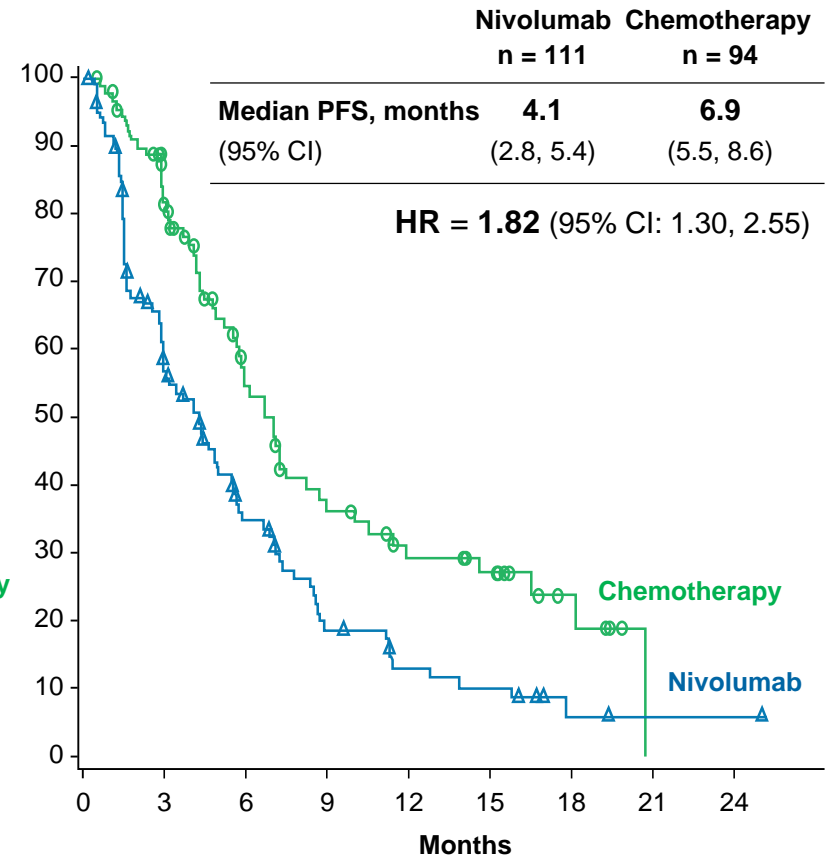 Nivolumab Chemotherapy
n = 111 n = 94
Median PFS, months 4.1 6.9
(95% CI) (2.8, 5.4) (5.5, 8.6)
HR = 1.82 (95% CI: 1.30, 2.55)
100
90
80
70
60
50
40
30
20
10
0
y
Chemotherapy
Nivolumab
0 3 6 9 12 15 18 21 24
Months